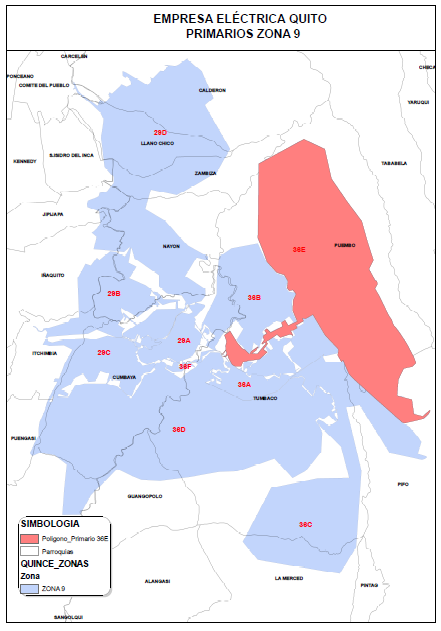 EMPRESA ELÉCTRICA QUITO
PRIMARIOS ZONA 9
CARCELEN
CHECA
PONCEANO
COMITE DEL PUEBLO
CALDERON
YARUQUI
29D
LLANO CHICO
S.ISIDRO DEL INCA
KENNEDY
TABABELA
ZAMBIZA
JIPIJAPA
NAYON
36E
PUEMBO
IÑAQUITO
29B
36B
29A
ITCHIMBIA
29C
36F
CUMBAYA
36A
TUMBACO
36D
PUENGASI
PIFO
GUANGOPOLO
36C
SIMBOLOGIA
Poligono_Primario 36E
Parroquias
QUINCE_ZONAS
Zona
ZONA 9
ALANGASI
LA MERCED
PINTAG
SANGOLQUI